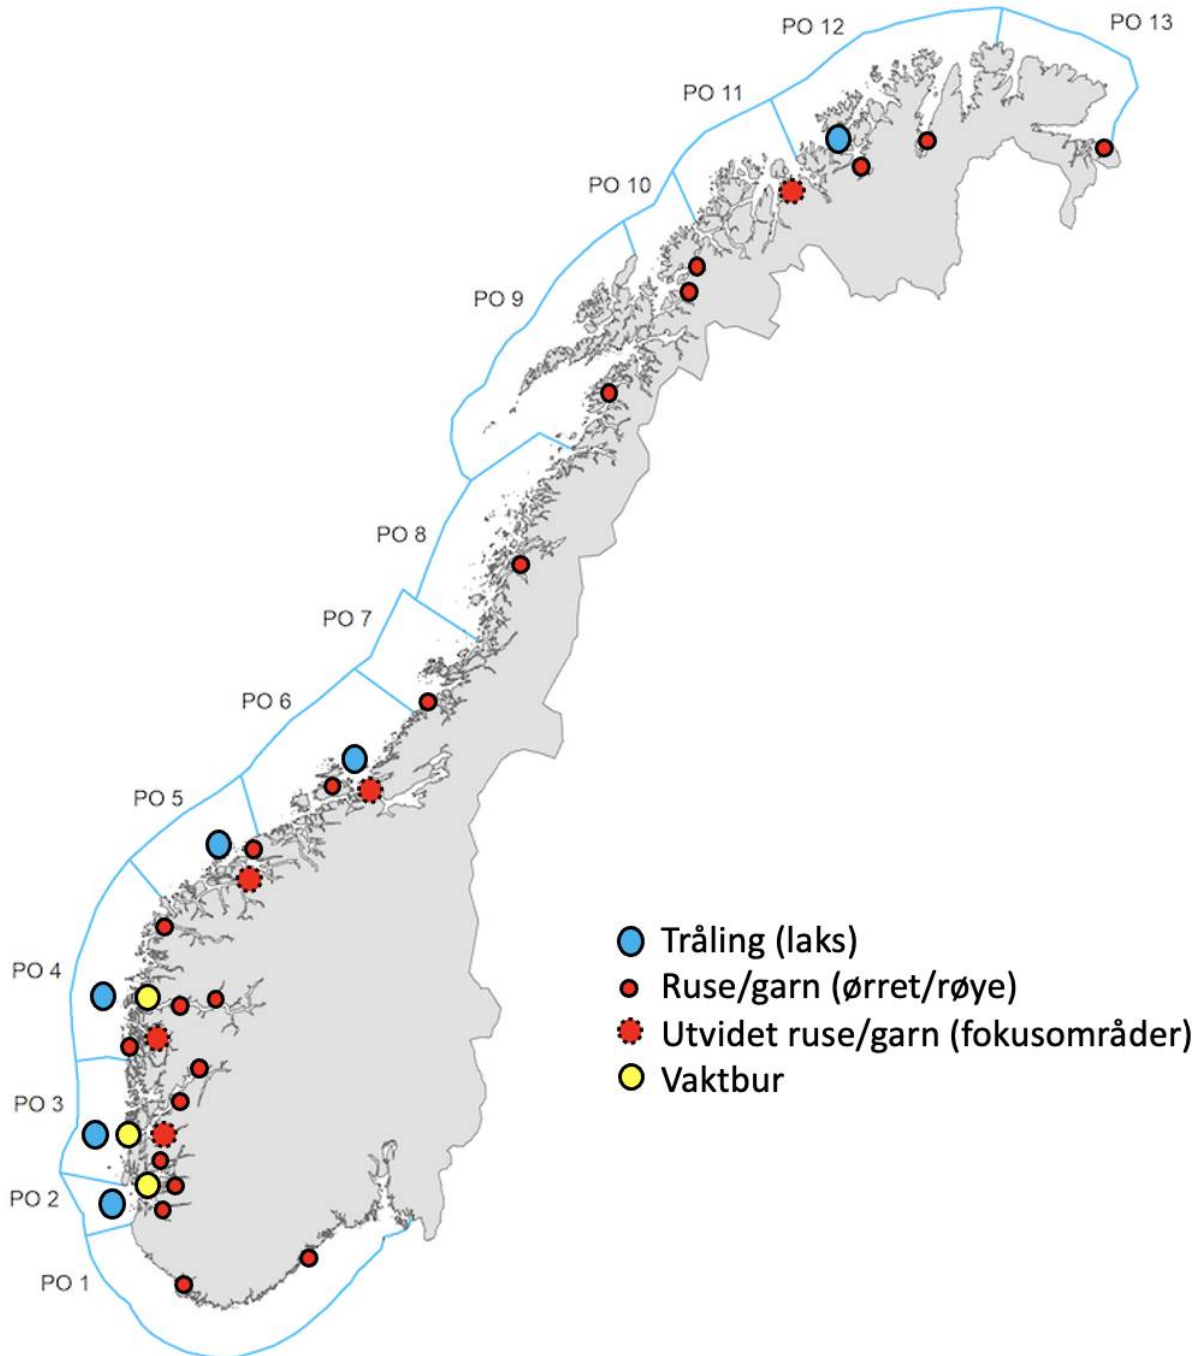 PO 13
PO 12
PO 11
PO 10
PO 9
PO 8
PO 7
PO 6
PO 5
PO 4
PO 3
PO 2
PO 1
Tråling (laks)
Ruse/garn (ørret/røye)
Utvidet ruse/garn (fokusområder)
Vaktbur